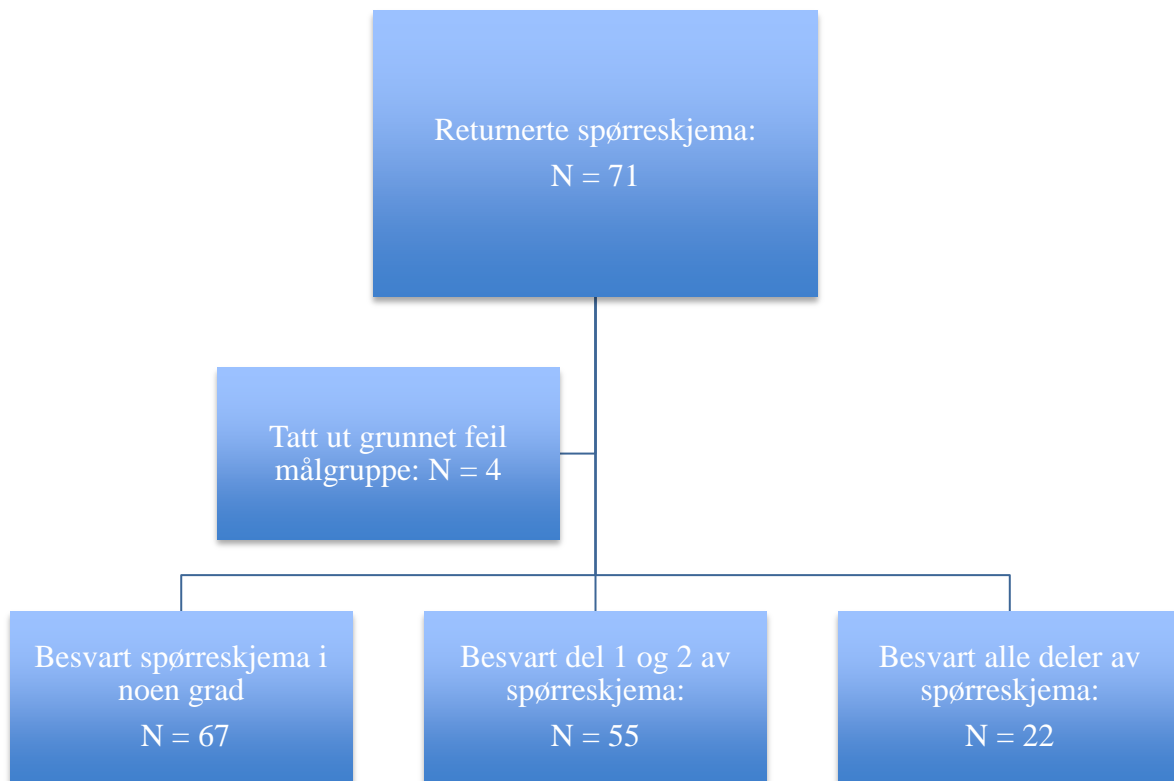 Returnerte spørreskjema:
N = 71
Tatt ut grunnet feil
målgruppe: N = 4
Besvart spørreskjema i
noen grad
N = 67
Besvart del 1 og 2 av
spørreskjema:
N = 55
Besvart alle deler av
spørreskjema:
N = 22